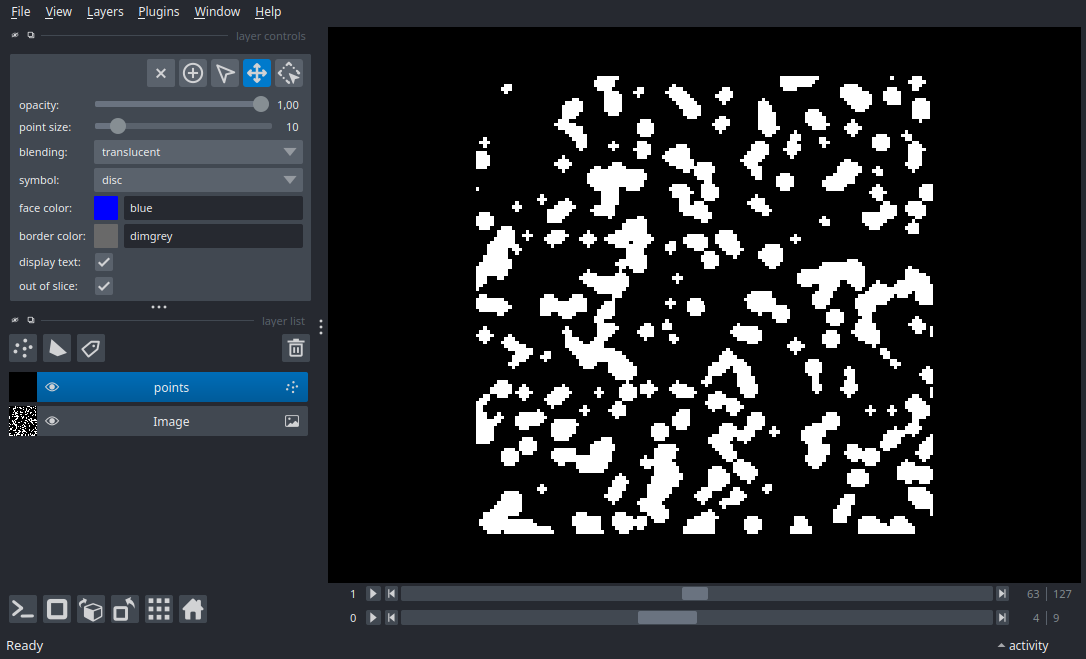 File View Layers Plugins Window Help
layer controls
opacity: 1,00
point size: 10
blending: translucent
symbol: disc
face color: blue
border color: dimgrey
display text:
out of slice:
layer list
points
Image
1 63 | 127
0 4 | 9
Ready activity